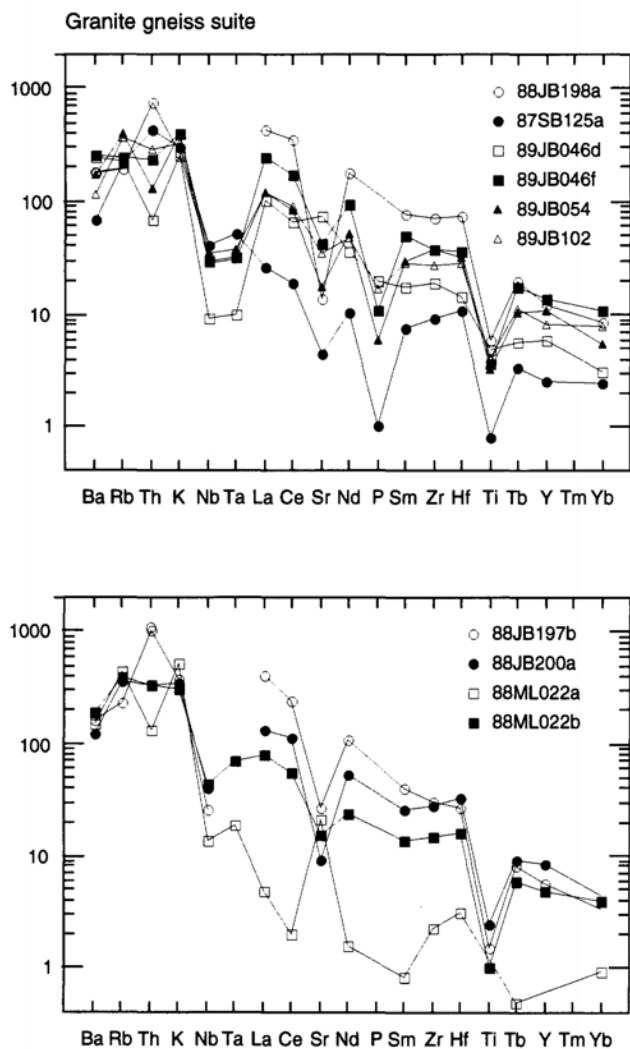 Granite gneiss suite
1000
100
10
1
88JB198a
87SB125a
89JB046d
89JB046f
89JB054
89JB102
Ba Rb Th K Nb Ta La Ce Sr Nd P Sm Zr Hf Ti Tb Y Tm Yb
1000
100
10
1
88JB197b
88JB200a
88ML022a
88ML022b
Ba Rb Th K Nb Ta La Ce Sr Nd P Sm Zr Hf Ti Tb Y Tm Yb